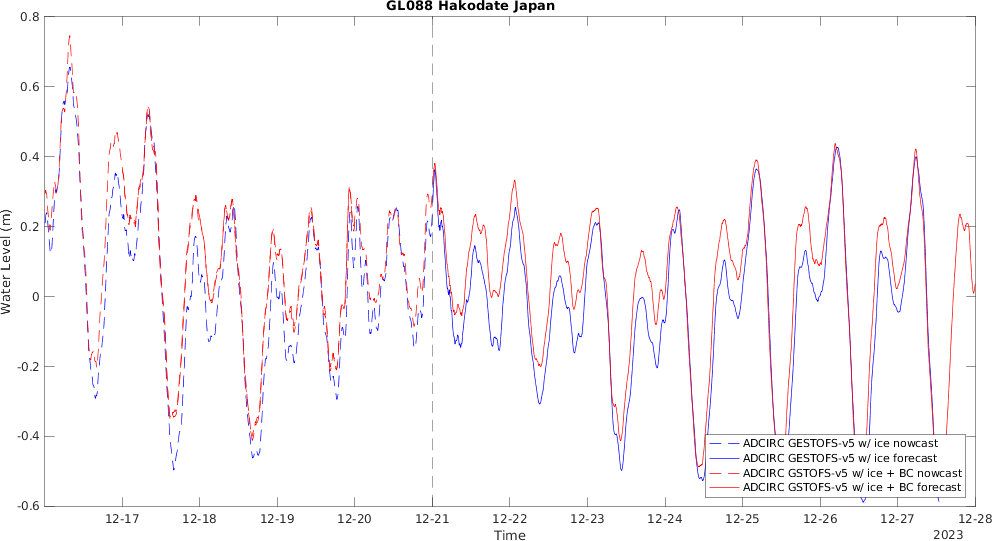 GL088 Hakodate Japan
0.8
0.6
0.4
0.2
0
-0.2
-0.4
-0.6
Water Level (m)
ADCIRC GESTOFS-v5 w/ ice nowcast
ADCIRC GESTOFS-v5 w/ ice forecast
ADCIRC GSTOFS-v5 w/ ice + BC nowcast
ADCIRC GSTOFS-v5 w/ ice + BC forecast
12-17 12-18 12-19 12-20 12-21 12-22 12-23 12-24 12-25 12-26 12-27 12-28
Time
2023